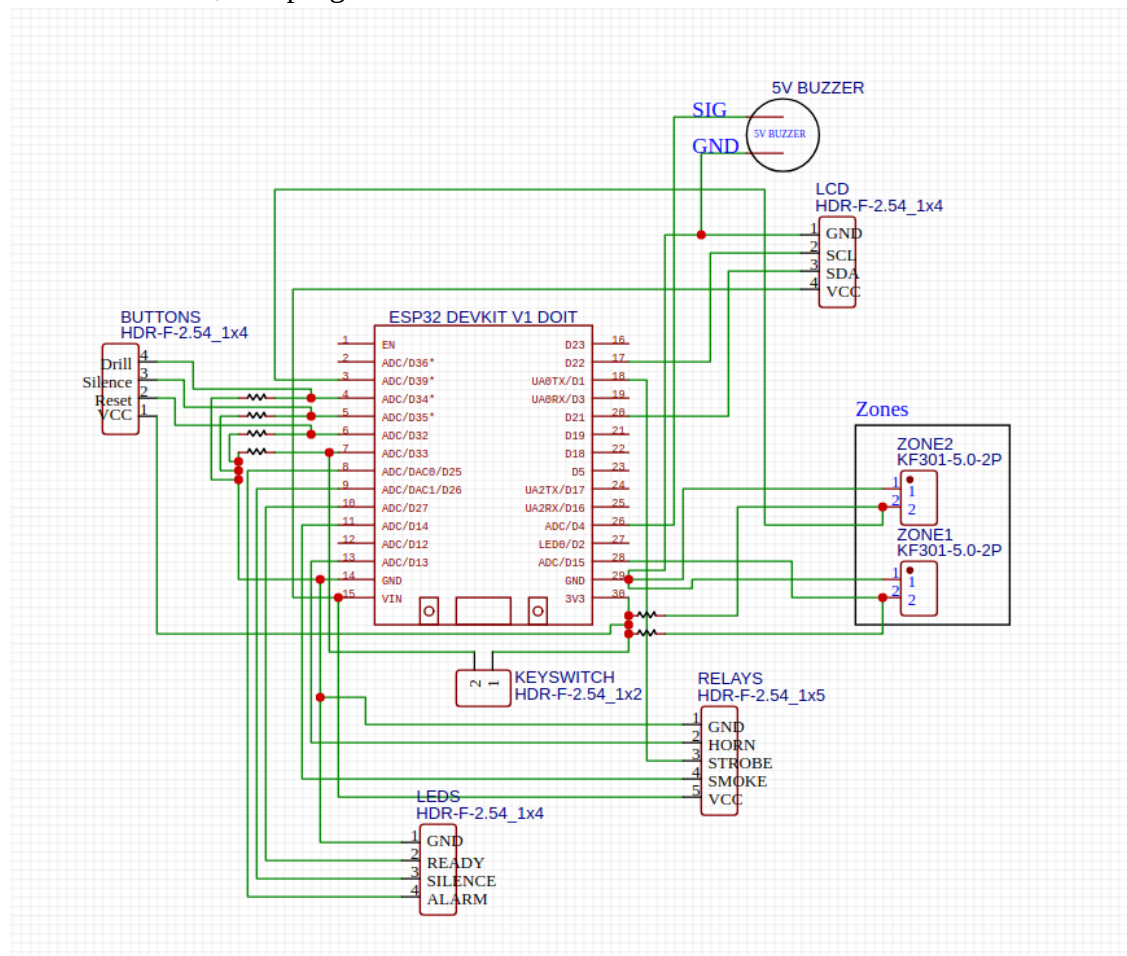 5V BUZZER
SIG
5V BUZZER
GND
LCD
HDR-F-2.54_1x4
1 GND
2 SCL
3 SDA
4 VCC
BUTTONS
HDR-F-2.54_1x4
Drill 4
Silence 3
Reset 2
VCC 1
ESP32 DEVKIT V1 DOIT
1 EN
2 ADC/D36*
3 ADC/D39*
4 ADC/D34*
5 ADC/D35*
6 ADC/D32
7 ADC/D33
8 ADC/DAC0/D25
9 ADC/DAC1/D26
10 ADC/D27
11 ADC/D14
12 ADC/D12
13 ADC/D13
14 GND
15 VIN
D23 16
D22 17
UA0TX/D1 18
UA0RX/D3 19
D21 20
D19 21
D18 22
D5 23
UA2TX/D17 24
UA2RX/D16 25
ADC/D4 26
LED0/D2 27
ADC/D15 28
GND 29
3V3 30
Zones
ZONE2
KF301-5.0-2P
1 1
2 2
ZONE1
KF301-5.0-2P
1 1
2 2
2 1
KEYSWITCH
HDR-F-2.54_1x2
RELAYS
HDR-F-2.54_1x5
1 GND
2 HORN
3 STROBE
4 SMOKE
5 VCC
LEDS
HDR-F-2.54_1x4
1 GND
2 READY
3 SILENCE
4 ALARM